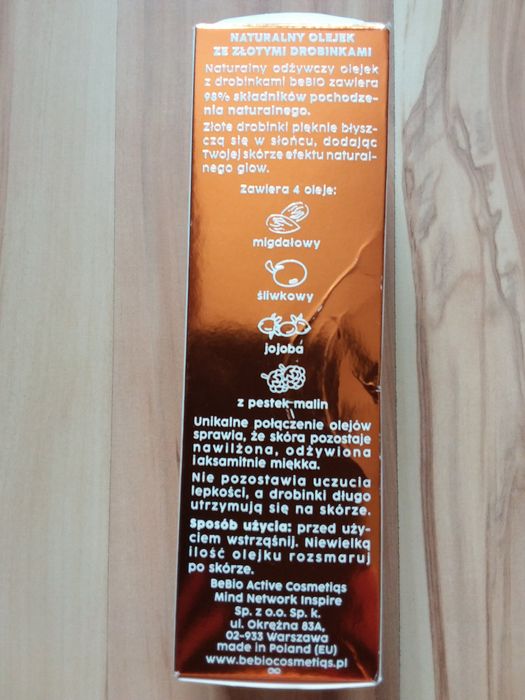 NATURALNY OLEJEK
ZE ZŁOTYMI DROBINKAMI
Naturalny odżywczy olejek
z drobinkami beBIO zawiera
98% składników pochodze-
nia naturalnego.
Złote drobinki pięknie błysz-
czą się w słońcu, dodając
Twojej skórze efektu natural-
nego glow.
Zawiera 4 oleje:
migdałowy
śliwkowy
jojoba
z pestek malin
Unikalne połączenie olejów
sprawia, że skóra pozostaje
nawilżona, odżywiona
i aksamitnie miękka.
Nie pozostawia uczucia
lepkości, a drobinki długo
utrzymują się na skórze.
Sposób użycia: przed uży-
ciem wstrząśnij. Niewielką
ilość olejku rozsmaruj
po skórze.
BeBio Active Cosmetiqs
Mind Network Inspire
Sp. z o.o. Sp. k.
ul. Okrężna 83A,
02-933 Warszawa
made in Poland (EU)
www.bebiocosmetiqs.pl